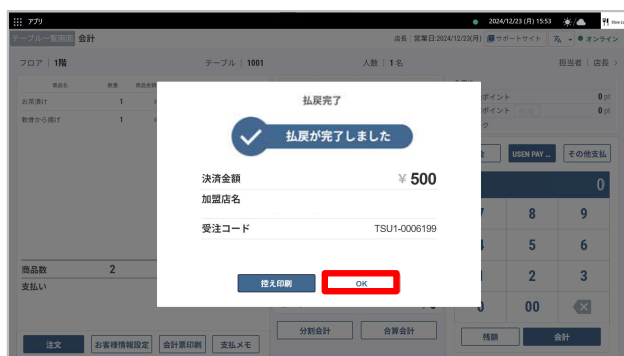 アプリ 2024/12/23 (月) 15:53
テーブル一覧画面 会計 店長 営業日:2024/12/23(月) サポートサイト オンライン
フロア | 1階 テーブル | 1001 人数 | 1 名 担当者 | 店長
商品名 数量
お茶漬け 1
軟骨から揚げ 1
払戻完了
払戻が完了しました
決済金額 ¥ 500
加盟店名
受注コード TSU1-0006199
控え印刷 OK
ポイント 0 pt
ポイント 0 pt
USEN PAY ... その他支払
0
7 8 9
5 6
1 2 3
0 00
商品数 2
支払い
分割会計 合算会計 残額 会計
注文 お客様情報設定 会計票印刷 支払メモ